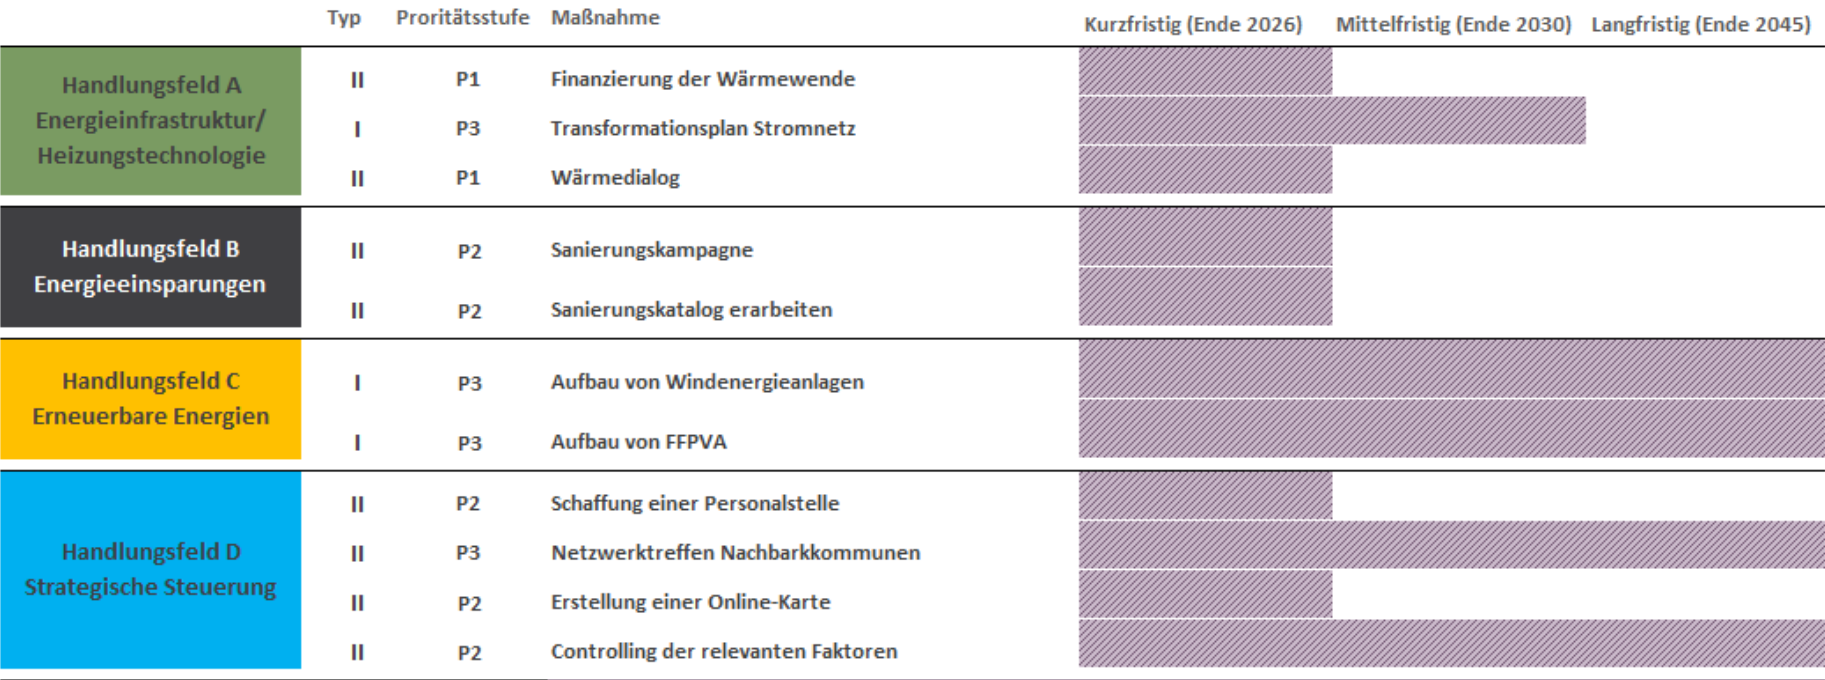 Typ Proritätsstufe Maßnahme Kurzfristig (Ende 2026) Mittelfristig (Ende 2030) Langfristig (Ende 2045)
Handlungsfeld A
Energieinfrastruktur/
Heizungstechnologie
II P1 Finanzierung der Wärmewende
I P3 Transformationsplan Stromnetz
II P1 Wärmedialog
Handlungsfeld B
Energieeinsparungen
II P2 Sanierungskampagne
II P2 Sanierungskatalog erarbeiten
Handlungsfeld C
Erneuerbare Energien
I P3 Aufbau von Windenergieanlagen
I P3 Aufbau von FFPVA
Handlungsfeld D
Strategische Steuerung
II P2 Schaffung einer Personalstelle
II P3 Netzwerktreffen Nachbarkkommunen
II P2 Erstellung einer Online-Karte
II P2 Controlling der relevanten Faktoren